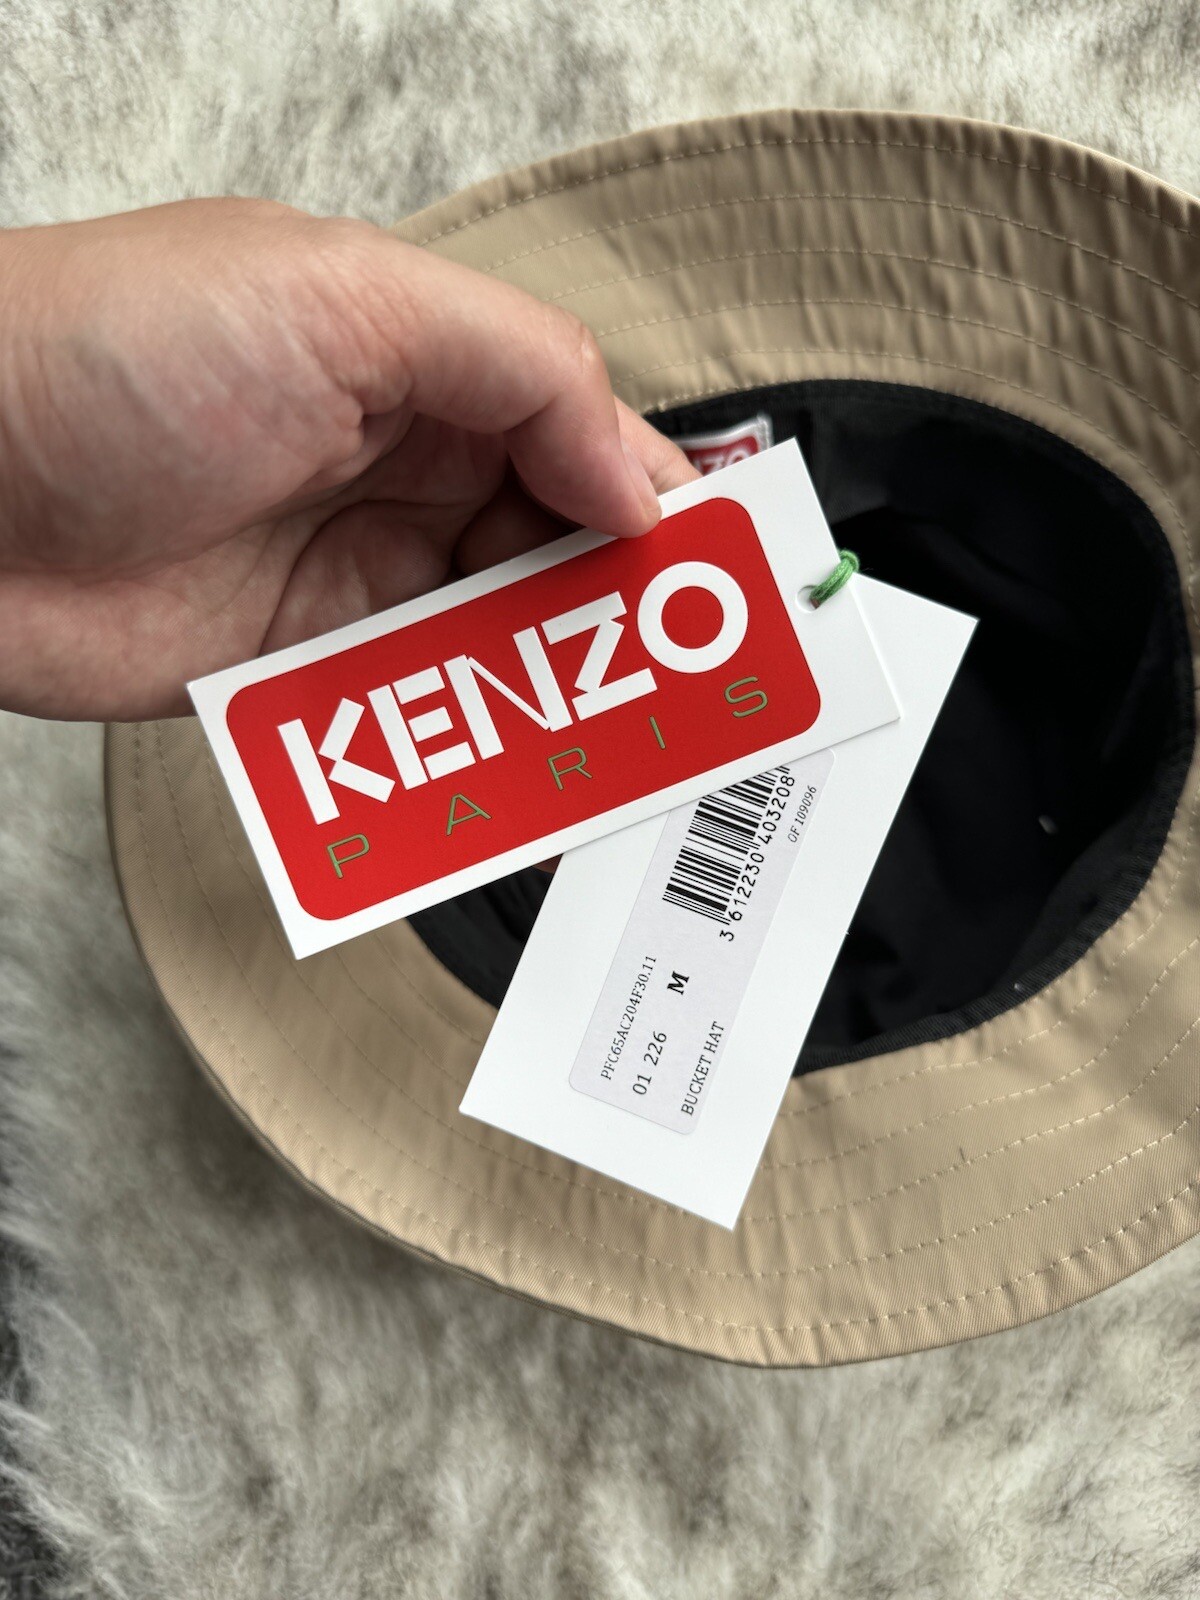 KENZO
PARIS
PFC65AC204F30.11
01 226 M
BUCKET HAT
3 612230 403208
OF 109096